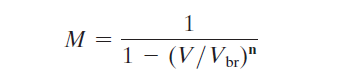 M = 1 / (1 − (V/V_br)^n)